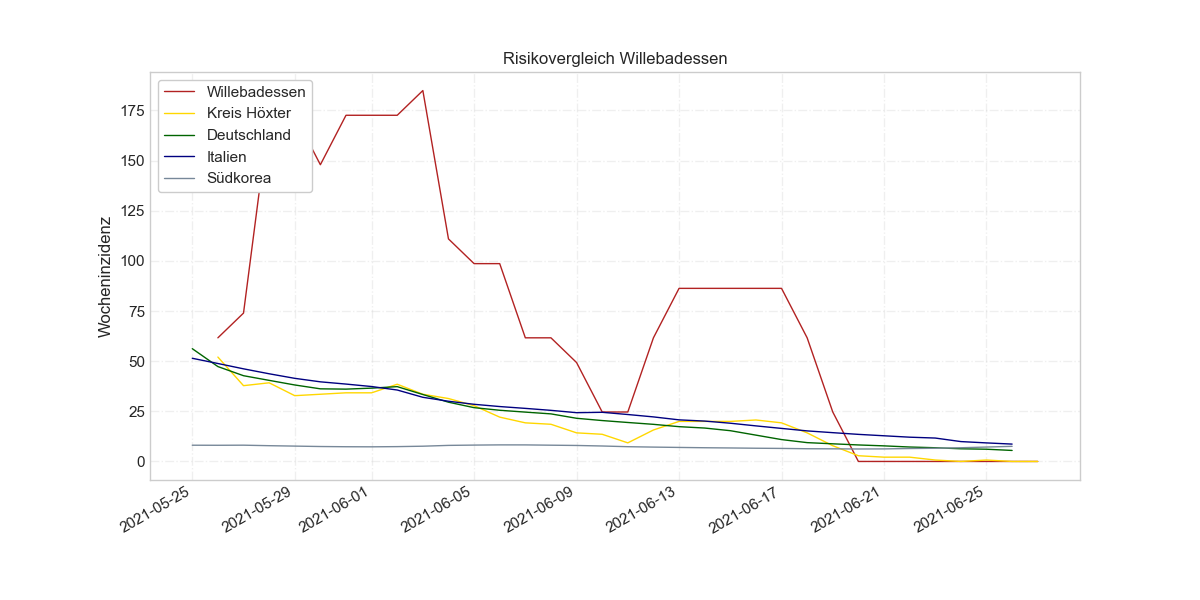 Risikovergleich Willebadessen
Willebadessen
Kreis Höxter
Deutschland
Italien
Südkorea
Wocheninzidenz
175
150
125
100
75
50
25
0
2021-05-25
2021-05-29
2021-06-01
2021-06-05
2021-06-09
2021-06-13
2021-06-17
2021-06-21
2021-06-25